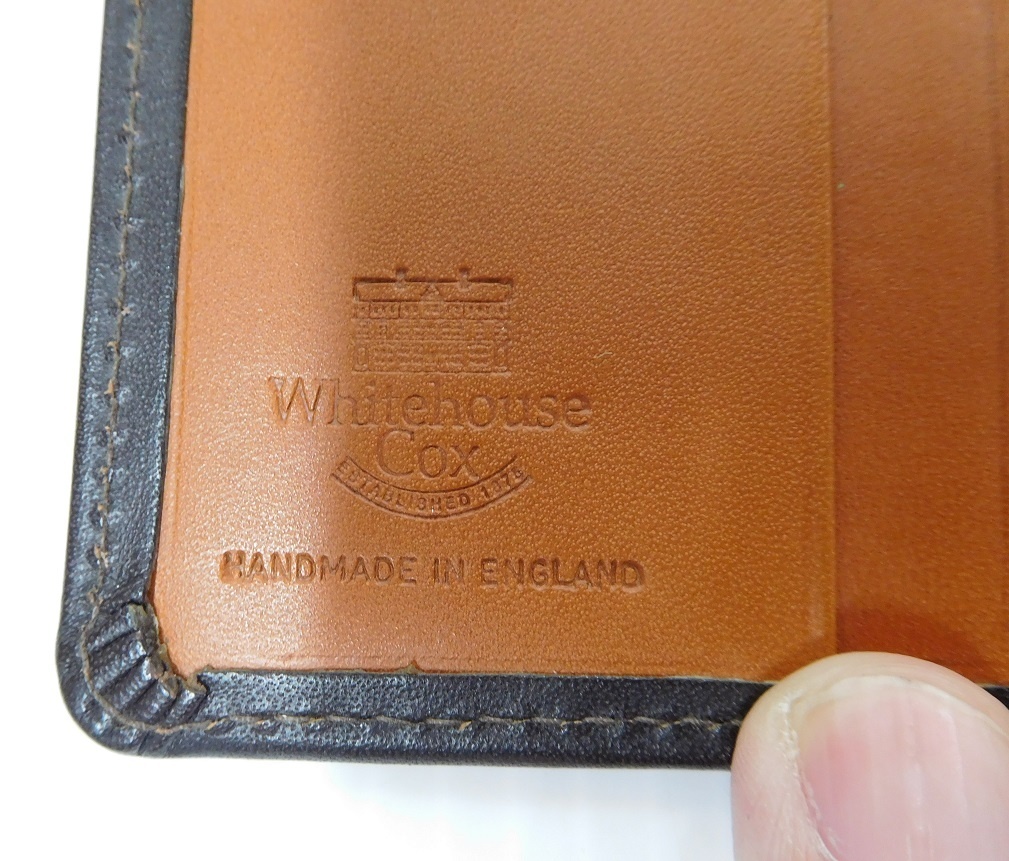 Whitehouse
Cox
ESTABLISHED 1875
HANDMADE IN ENGLAND